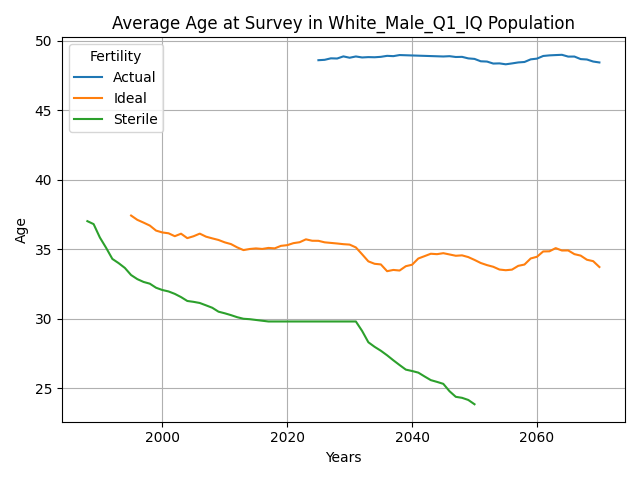 Average Age at Survey in White_Male_Q1_IQ Population
Fertility
Actual
Ideal
Sterile
50
45
40
35
30
25
Age
2000
2020
2040
2060
Years